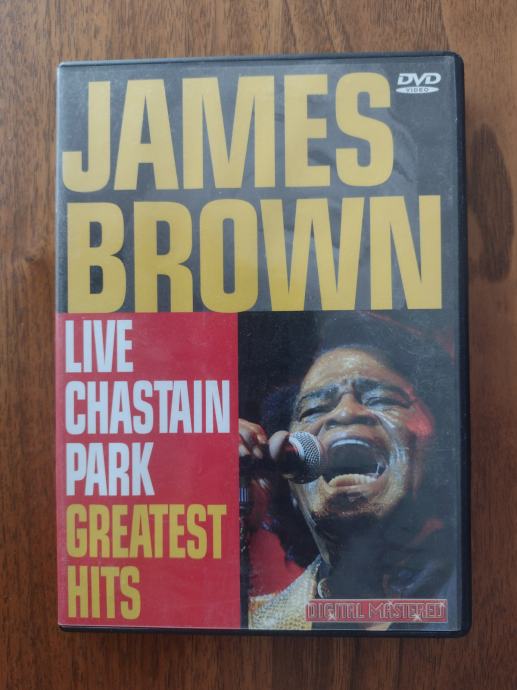 JAMES
DVD
VIDEO
BROWN
LIVE
CHASTAIN
PARK
GREATEST
HITS
DIGITAL MASTERED